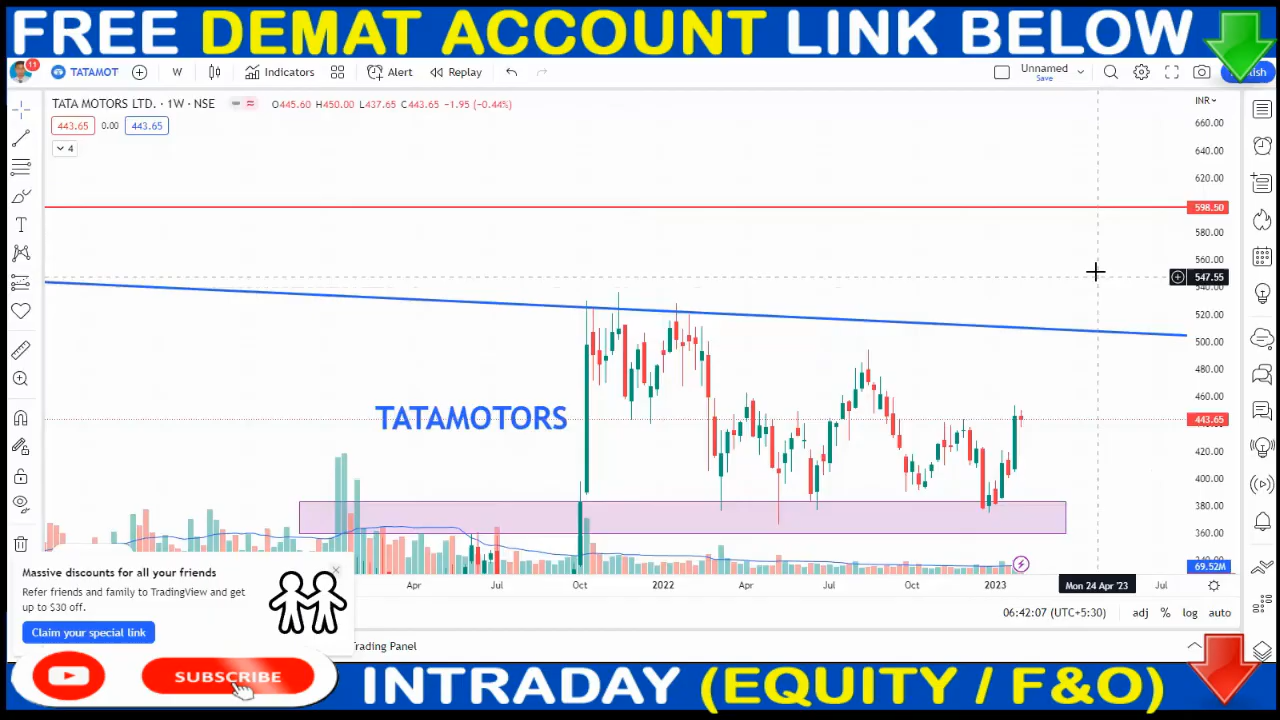 FREE DEMAT ACCOUNT LINK BELOW
11 TATAMOT W Indicators Alert Replay Unnamed Save
TATA MOTORS LTD. · 1W · NSE O445.60 H450.00 L437.65 C443.65 −1.95 (−0.44%) INR
443.65 0.00 443.65
4
660.00
640.00
620.00
598.50
580.00
560.00
547.55
520.00
500.00
480.00
460.00
443.65
420.00
400.00
380.00
360.00
69.52M
TATAMOTORS
Apr Jul Oct 2022 Apr Jul Oct 2023 Mon 24 Apr '23 Jul
06:42:07 (UTC+5:30) adj % log auto
Massive discounts for all your friends
Refer friends and family to TradingView and get
up to $30 off.
Claim your special link
Trading Panel
SUBSCRIBE
INTRADAY (EQUITY / F&O)